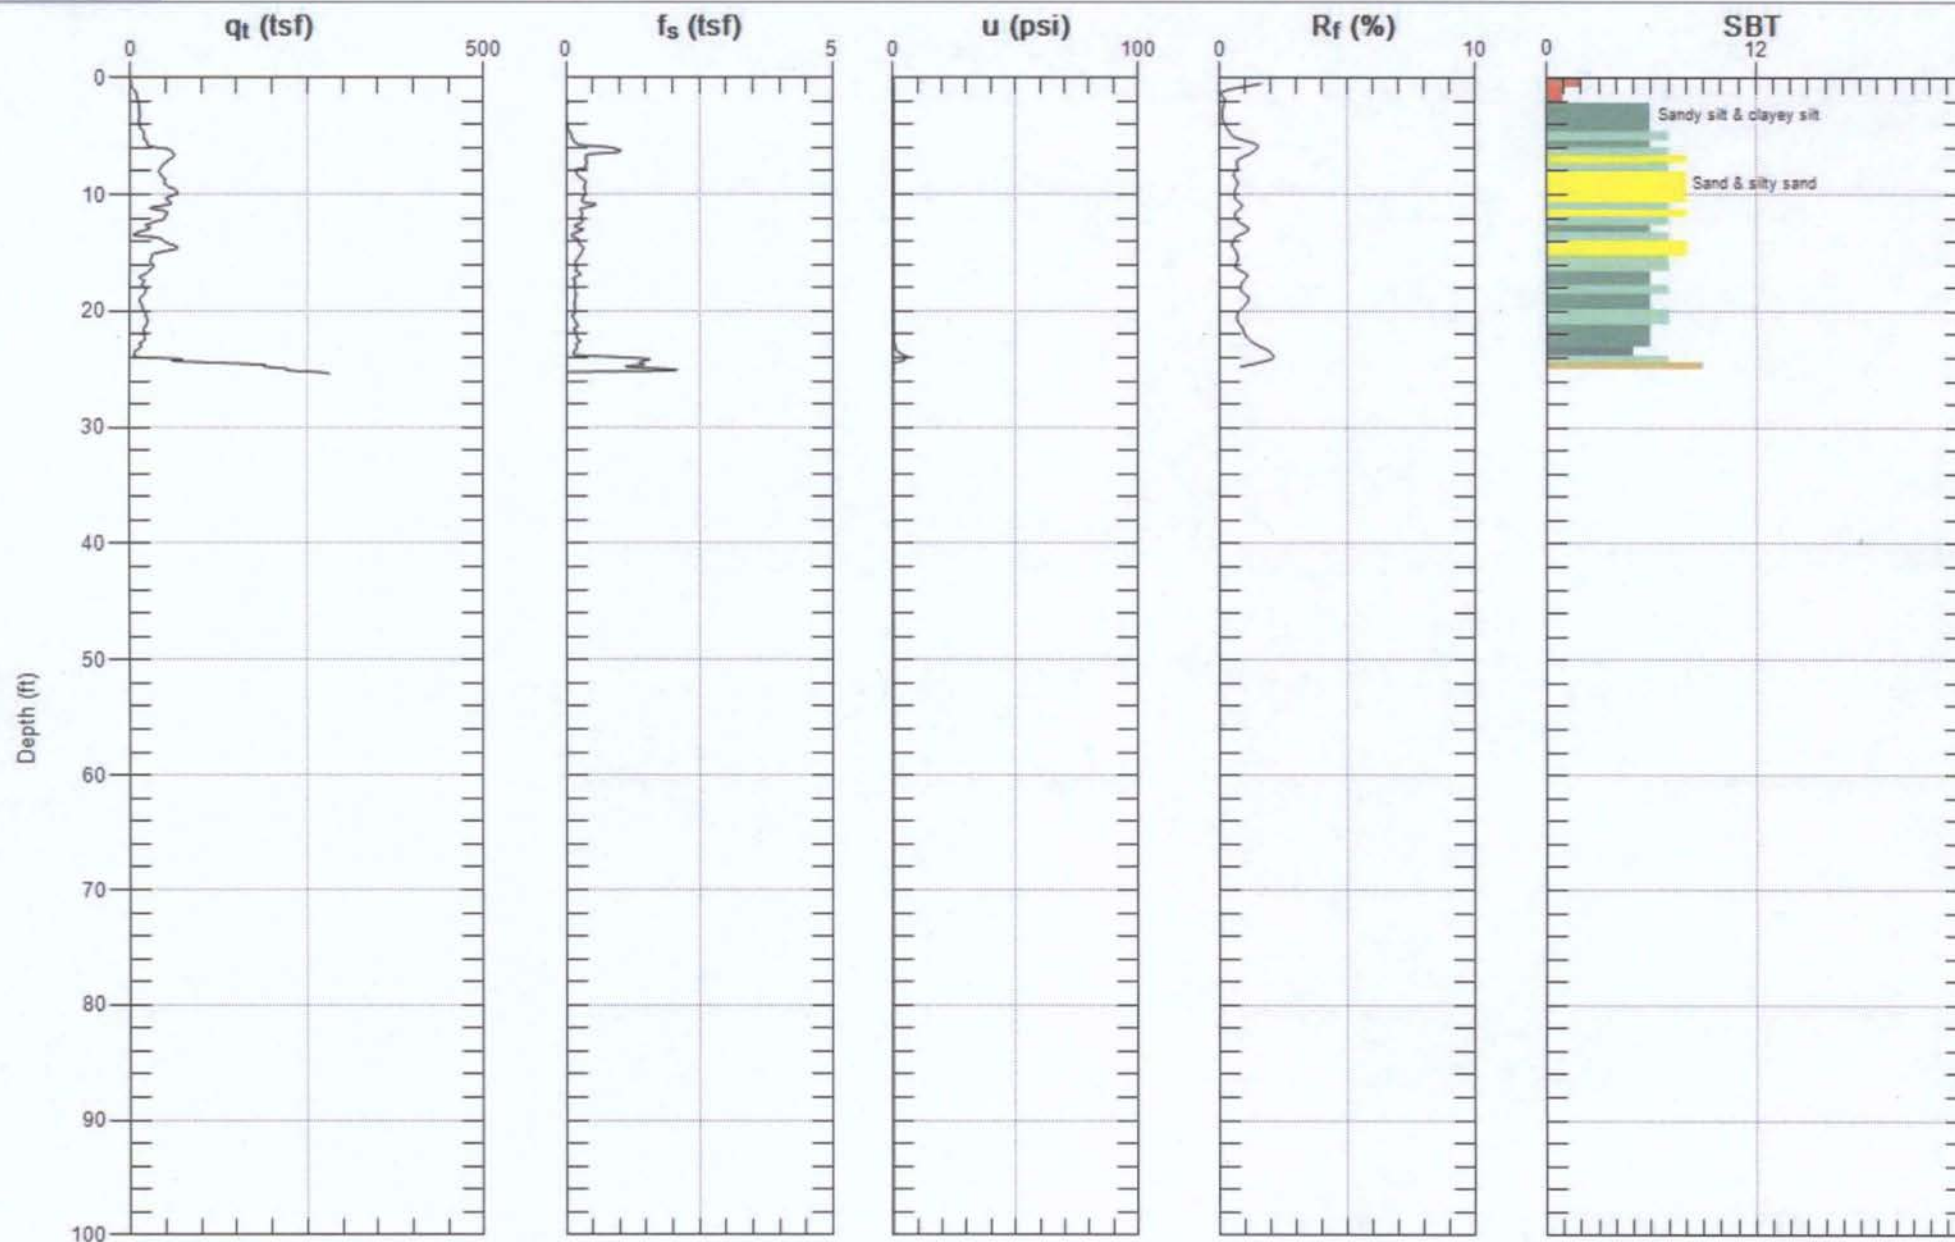 qt (tsf) fs (tsf) u (psi) Rf (%) SBT
0 500 0 5 0 100 0 10 0 12
0
Sandy silt & clayey silt
Sand & silty sand
10
20
30
40
50
60
70
80
90
100
Depth (ft)